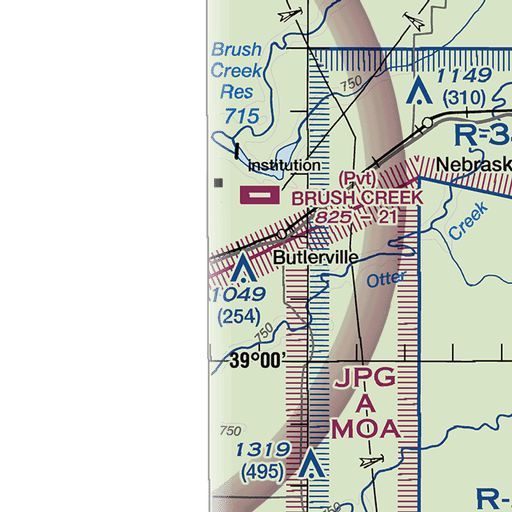 Brush
Creek
Res
715
750
1149
(310)
R-3
institution
Nebrask
(Pvt)
BRUSH CREEK
825 - 21
Creek
Butlerville
Otter
1049
(254)
750
39°00'
JPG
A
MOA
750
1319
(495)
R-